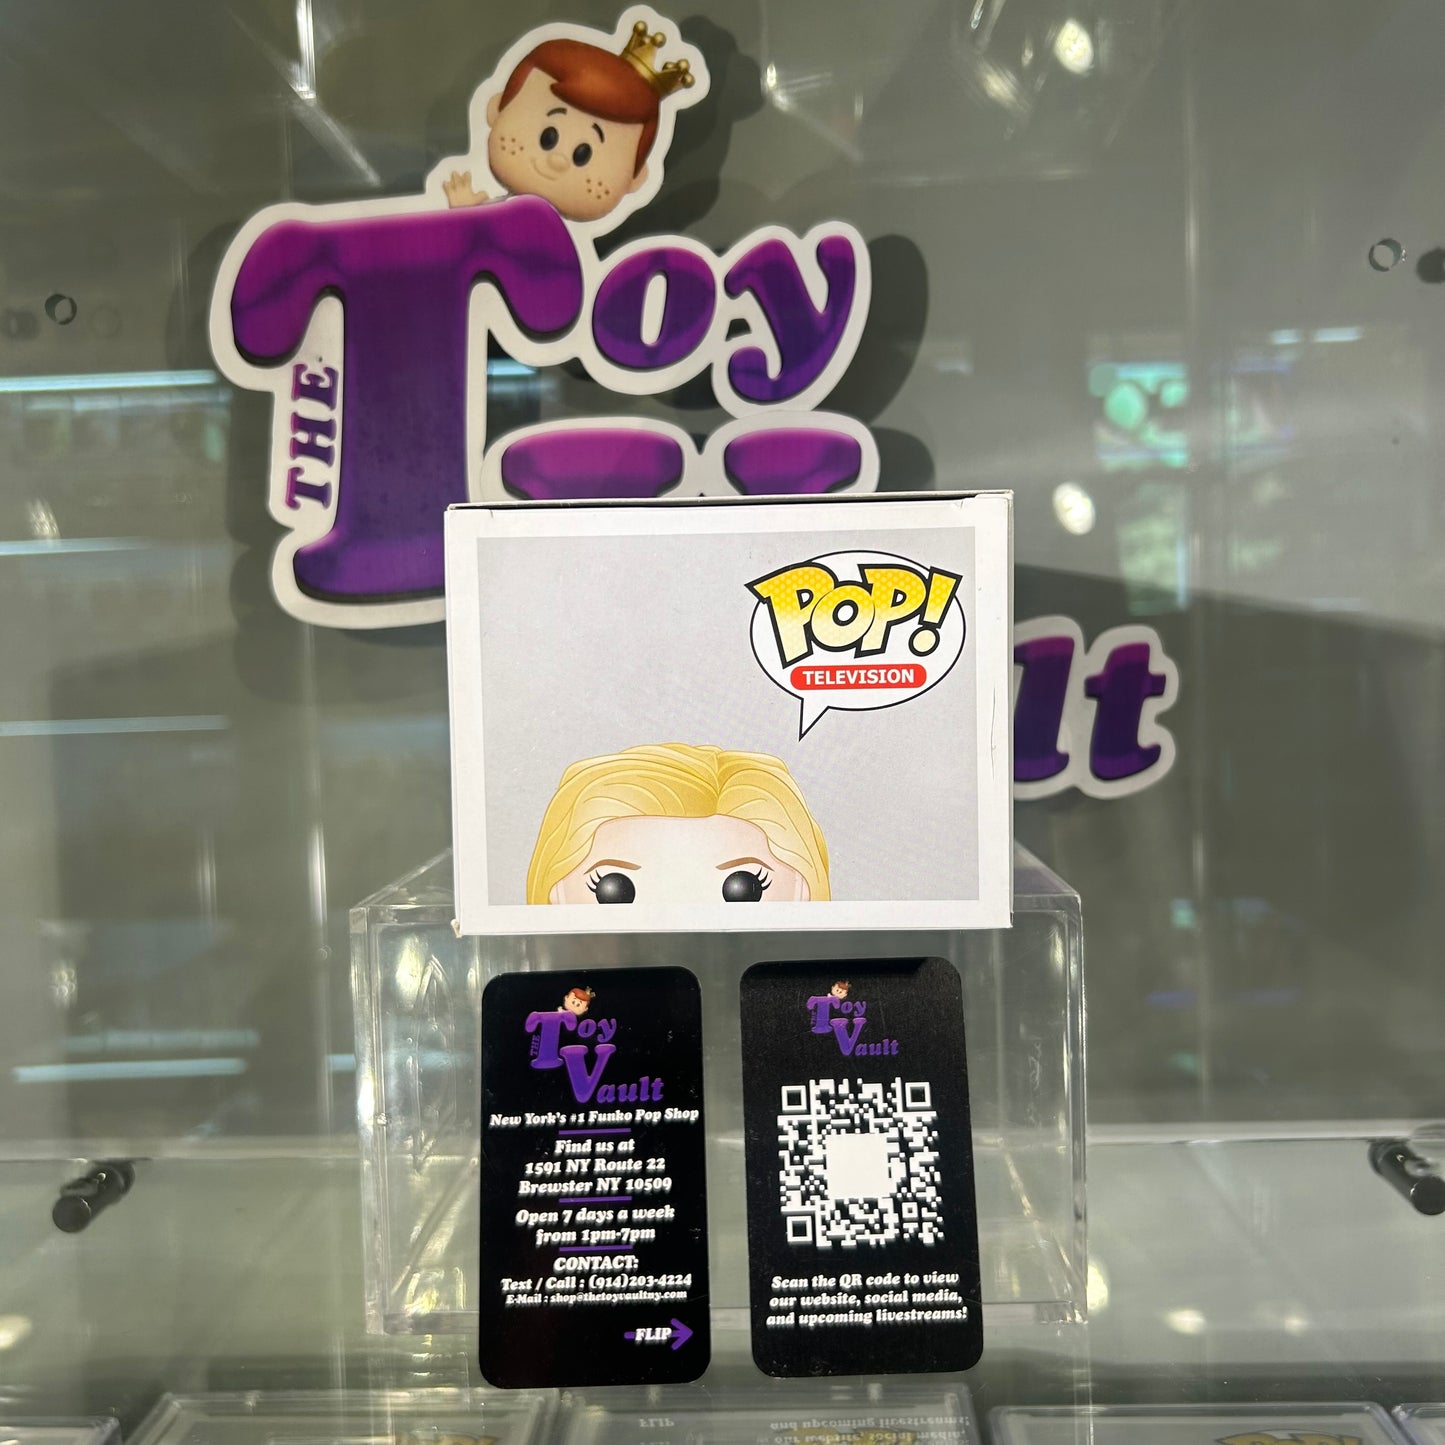 THE
Toy
lt
POP!
TELEVISION
THE
Toy
Vault
New York's #1 Funko Pop Shop
Find us at
1591 NY Route 22
Brewster NY 10509
Open 7 days a week
from 1pm-7pm
CONTACT:
Text / Call : (914)203-4224
E-Mail : shop@thetoyvaultny.com
FLIP
THE
Toy
Vault
Scan the QR code to view
our website, social media,
and upcoming livestreams!